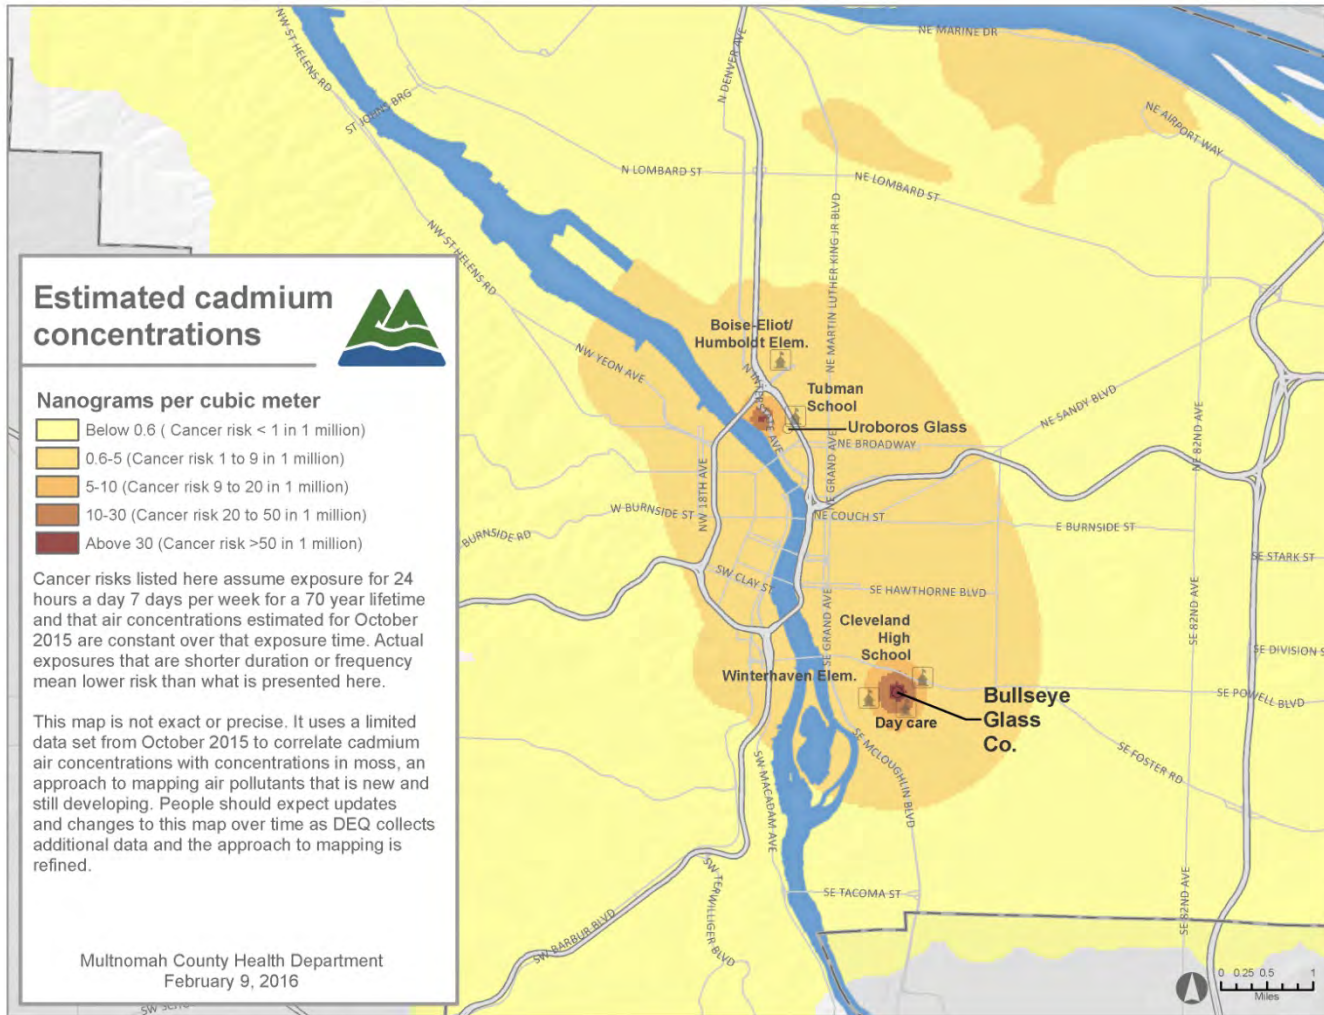 Estimated cadmium
concentrations
Nanograms per cubic meter
Below 0.6 ( Cancer risk < 1 in 1 million)
0.6-5 (Cancer risk 1 to 9 in 1 million)
5-10 (Cancer risk 9 to 20 in 1 million)
10-30 (Cancer risk 20 to 50 in 1 million)
Above 30 (Cancer risk >50 in 1 million)
Cancer risks listed here assume exposure for 24
hours a day 7 days per week for a 70 year lifetime
and that air concentrations estimated for October
2015 are constant over that exposure time. Actual
exposures that are shorter duration or frequency
mean lower risk than what is presented here.
This map is not exact or precise. It uses a limited
data set from October 2015 to correlate cadmium
air concentrations with concentrations in moss, an
approach to mapping air pollutants that is new and
still developing. People should expect updates
and changes to this map over time as DEQ collects
additional data and the approach to mapping is
refined.
Multnomah County Health Department
February 9, 2016
NW ST HELENS RD
ST JOHNS BRG
N DENVER AVE
NE MARINE DR
NE AIRPORT WAY
N LOMBARD ST
NE LOMBARD ST
NW ST HELENS RD
NE MARTIN LUTHER KING JR BLVD
Boise-Eliot/
Humboldt Elem.
NW YEON AVE
Tubman
School
Uroboros Glass
NE BROADWAY
NE SANDY BLVD
NE 82ND AVE
NW 18TH AVE
NE GRAND AVE
W BURNSIDE ST
NE COUCH ST
E BURNSIDE ST
BURNSIDE RD
SE STARK ST
SW CLAY ST
SE HAWTHORNE BLVD
SE GRAND AVE
SE 82ND AVE
Cleveland
High
School
SE DIVISION S
Winterhaven Elem.
SE POWELL BLVD
Bullseye
Glass
Co.
Day care
SE MCLOUGHLIN BLVD
SE FOSTER RD
SW MACADAM AVE
SW TERWILLIGER BLVD
SE TACOMA ST
SE 82ND AVE
SW BARBUR BLVD
0 0.25 0.5 1
Miles